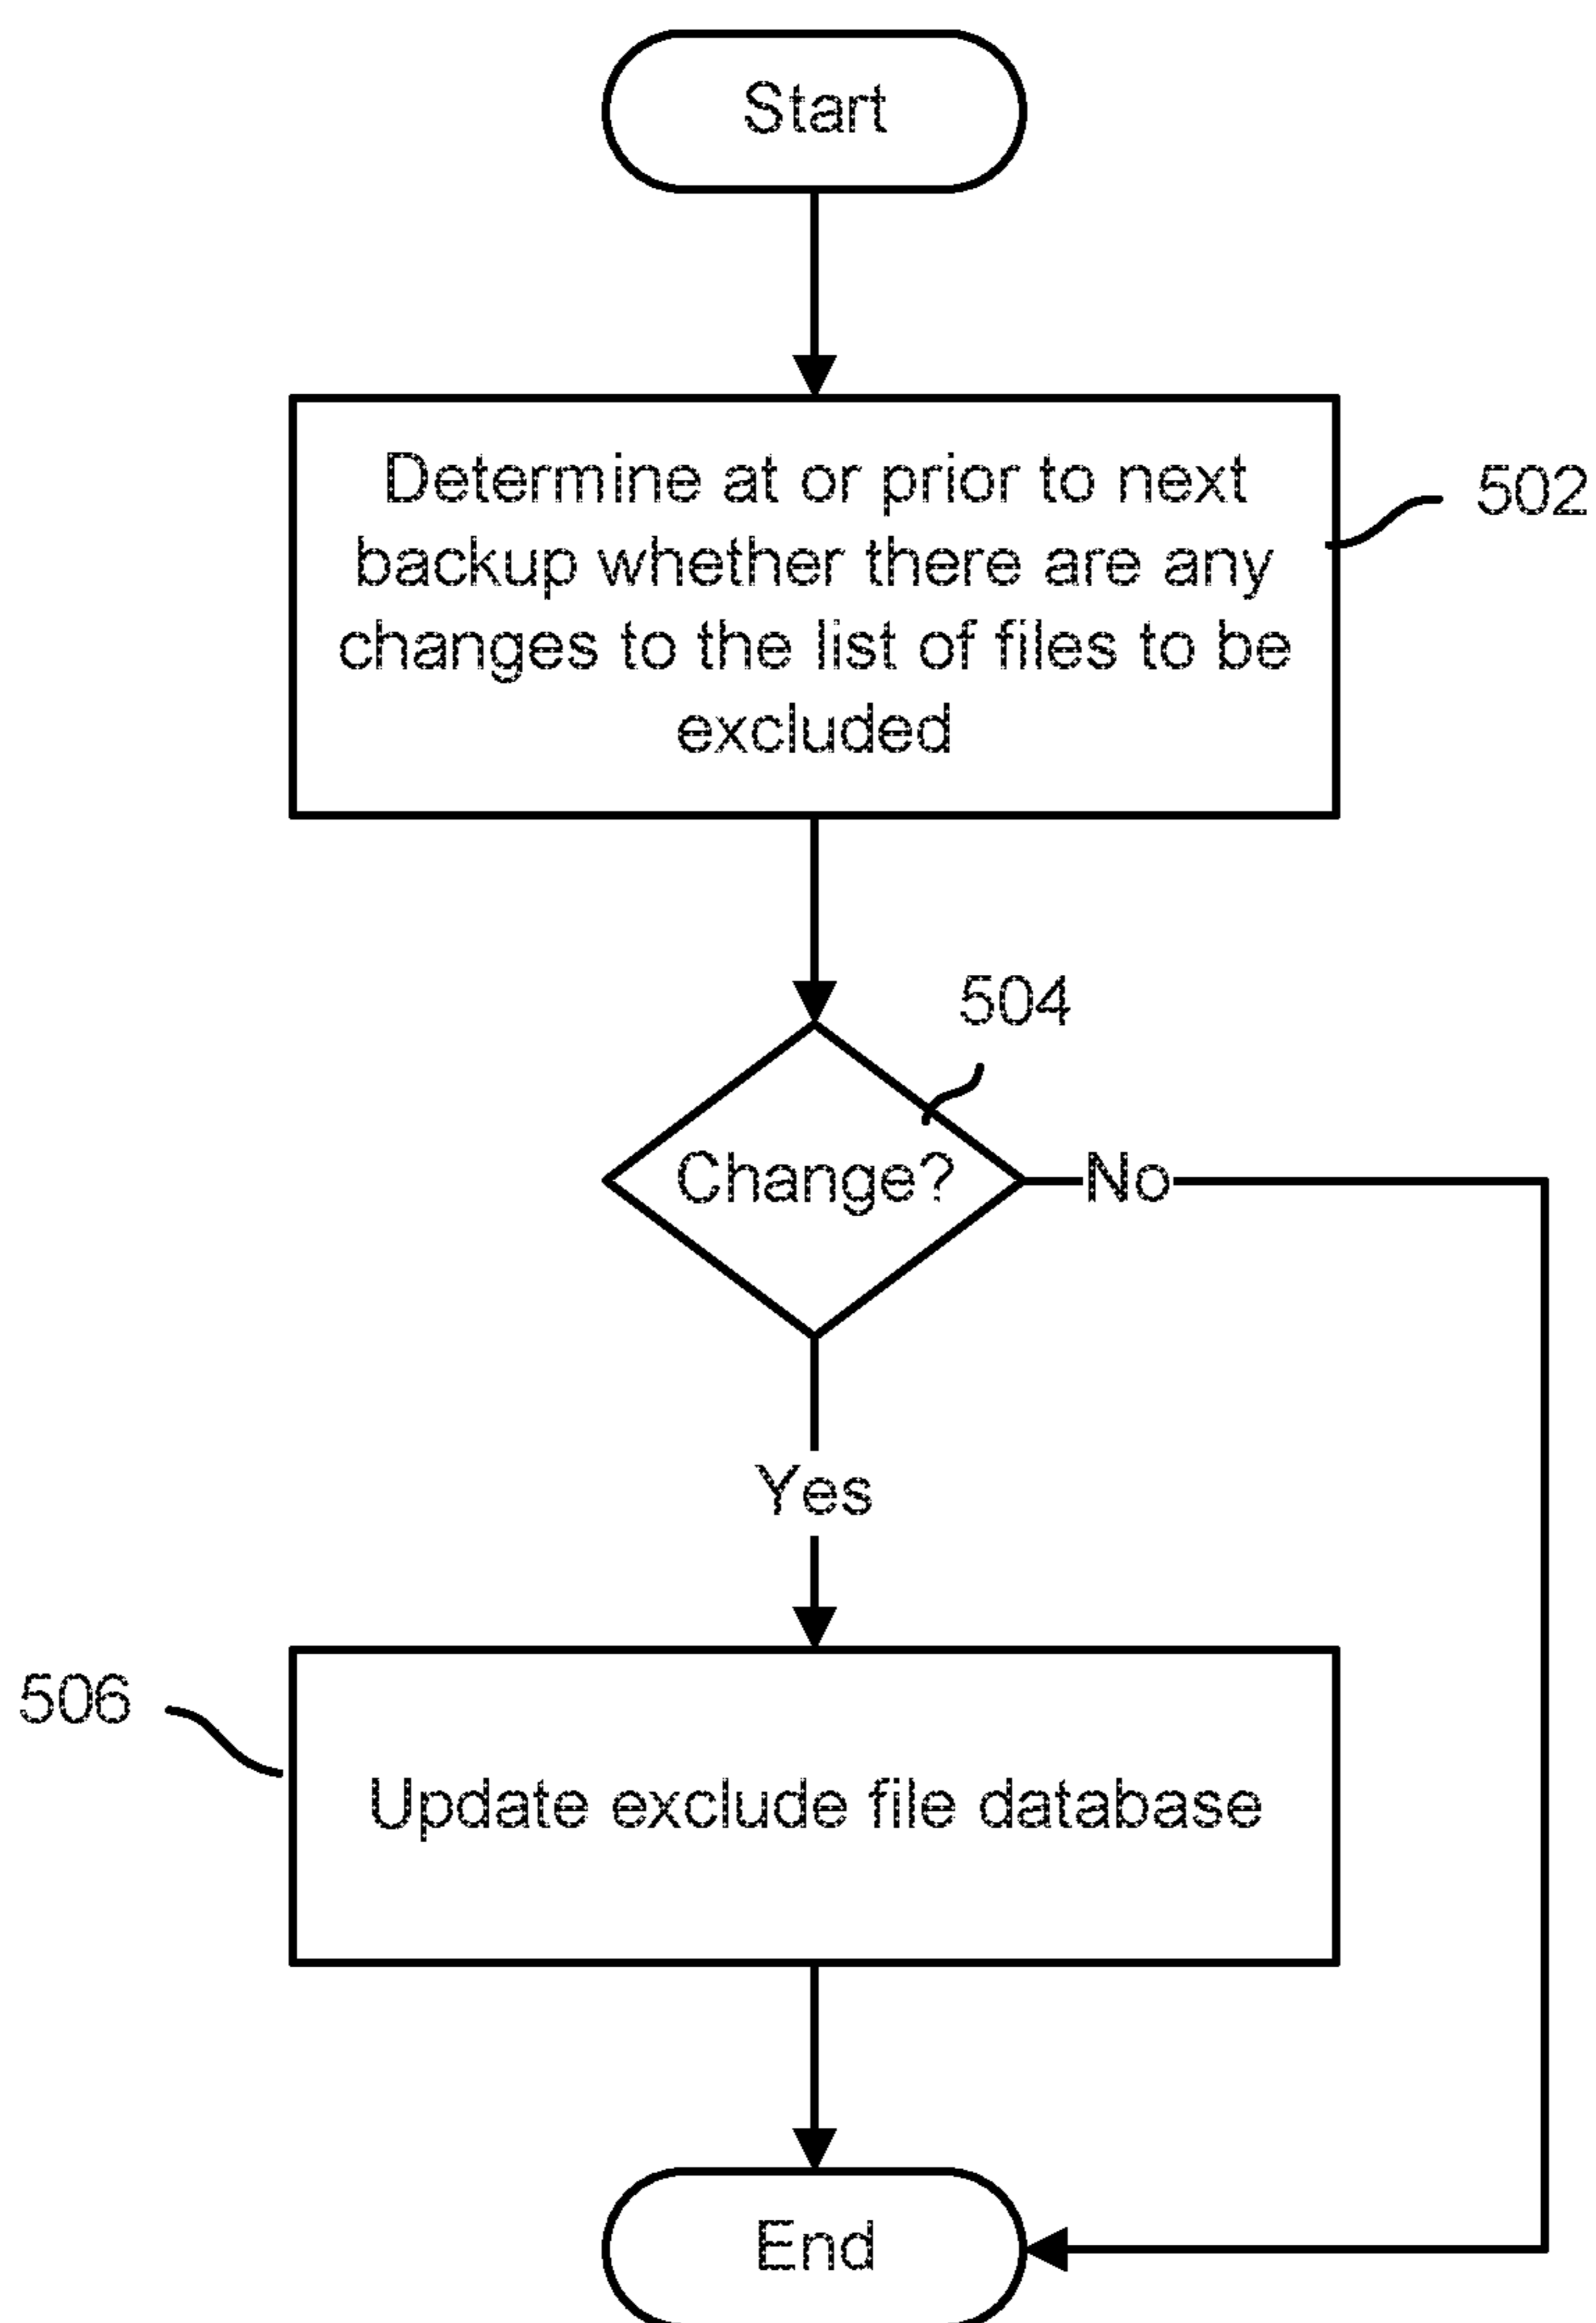 Start
Determine at or prior to next
backup whether there are any
changes to the list of files to be
excluded
502
504
Change?
No
Yes
506
Update exclude file database
End